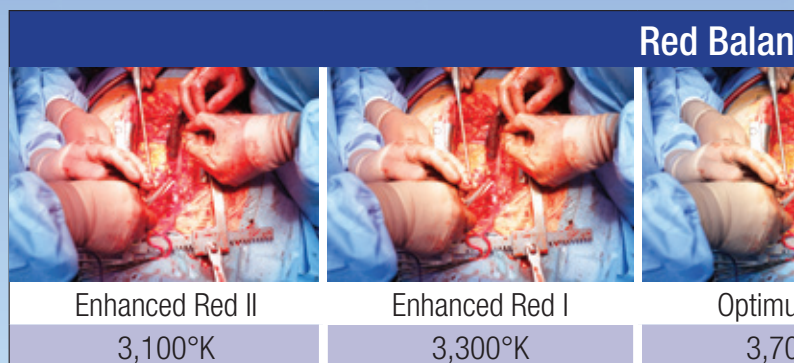 Red Balan
Enhanced Red II
Enhanced Red I
Optimu
3,100°K
3,300°K
3,70